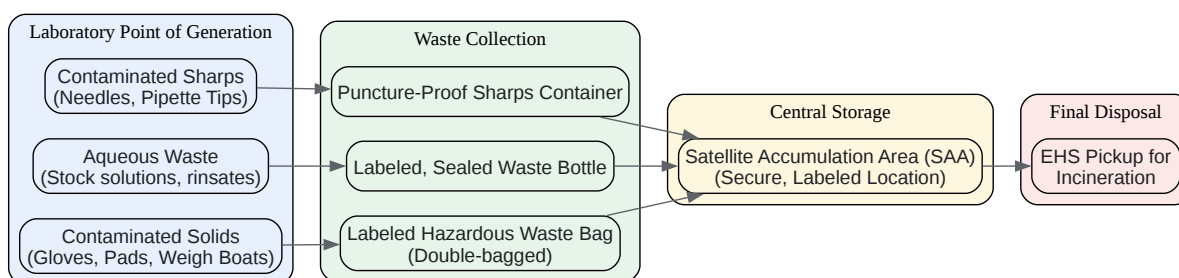 Laboratory Point of Generation
Contaminated Sharps
(Needles, Pipette Tips)
Aqueous Waste
(Stock solutions, rinsates)
Contaminated Solids
(Gloves, Pads, Weigh Boats)
Waste Collection
Puncture-Proof Sharps Container
Labeled, Sealed Waste Bottle
Labeled Hazardous Waste Bag
(Double-bagged)
Central Storage
Satellite Accumulation Area (SAA)
(Secure, Labeled Location)
Final Disposal
EHS Pickup for
Incineration